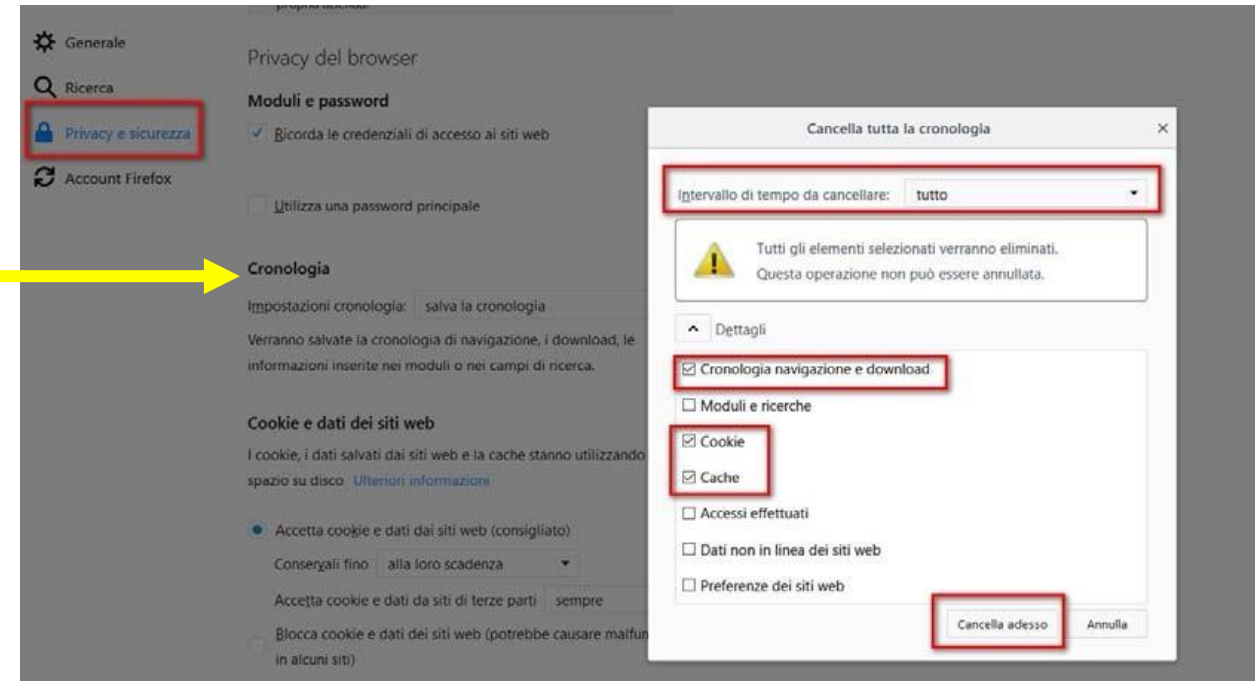 propria azienda.
Generale
Ricerca
Privacy e sicurezza
Account Firefox
Privacy del browser
Moduli e password
Ricorda le credenziali di accesso ai siti web
Utilizza una password principale
Cronologia
Impostazioni cronologia: salva la cronologia
Verranno salvate la cronologia di navigazione, i download, le
informazioni inserite nei moduli o nei campi di ricerca.
Cookie e dati dei siti web
I cookie, i dati salvati dai siti web e la cache stanno utilizzando
spazio su disco Ulteriori informazioni
Accetta cookie e dati dai siti web (consigliato)
Conservali fino alla loro scadenza
Accetta cookie e dati da siti di terze parti sempre
Blocca cookie e dati dei siti web (potrebbe causare malfun
in alcuni siti)
Cancella tutta la cronologia
Intervallo di tempo da cancellare: tutto
Tutti gli elementi selezionati verranno eliminati.
Questa operazione non può essere annullata.
Dettagli
Cronologia navigazione e download
Moduli e ricerche
Cookie
Cache
Accessi effettuati
Dati non in linea dei siti web
Preferenze dei siti web
Cancella adesso Annulla